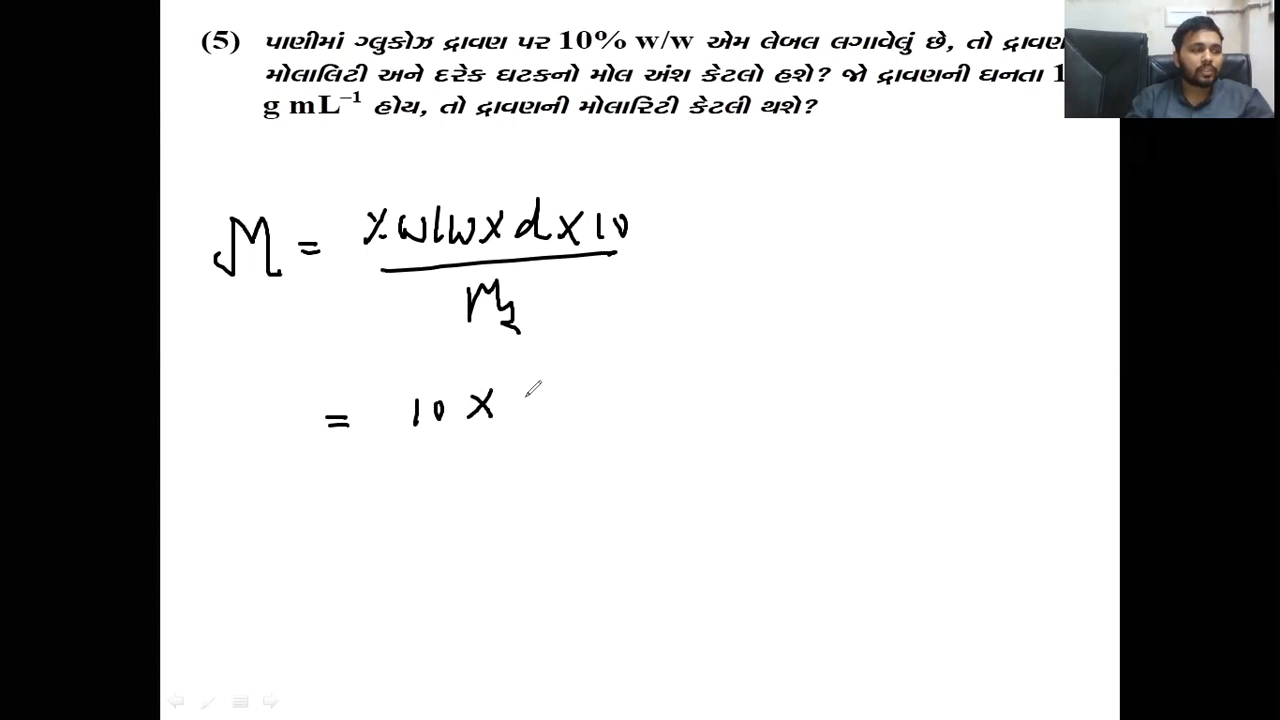 (5) પાણીમાં ગ્લુકોઝ દ્રાવણ પર 10% w/w એમ લેબલ લગાવેલું છે, તો દ્રાવણ
મોલાલિટી અને દરેક ઘટકનો મોલ અંશ કેટલો હશે? જો દ્રાવણની ઘનતા 1
g mL⁻¹ હોય, તો દ્રાવણની મોલારિટી કેટલી થશે?
M = % w/w x d x 10
M₂
= 10 x